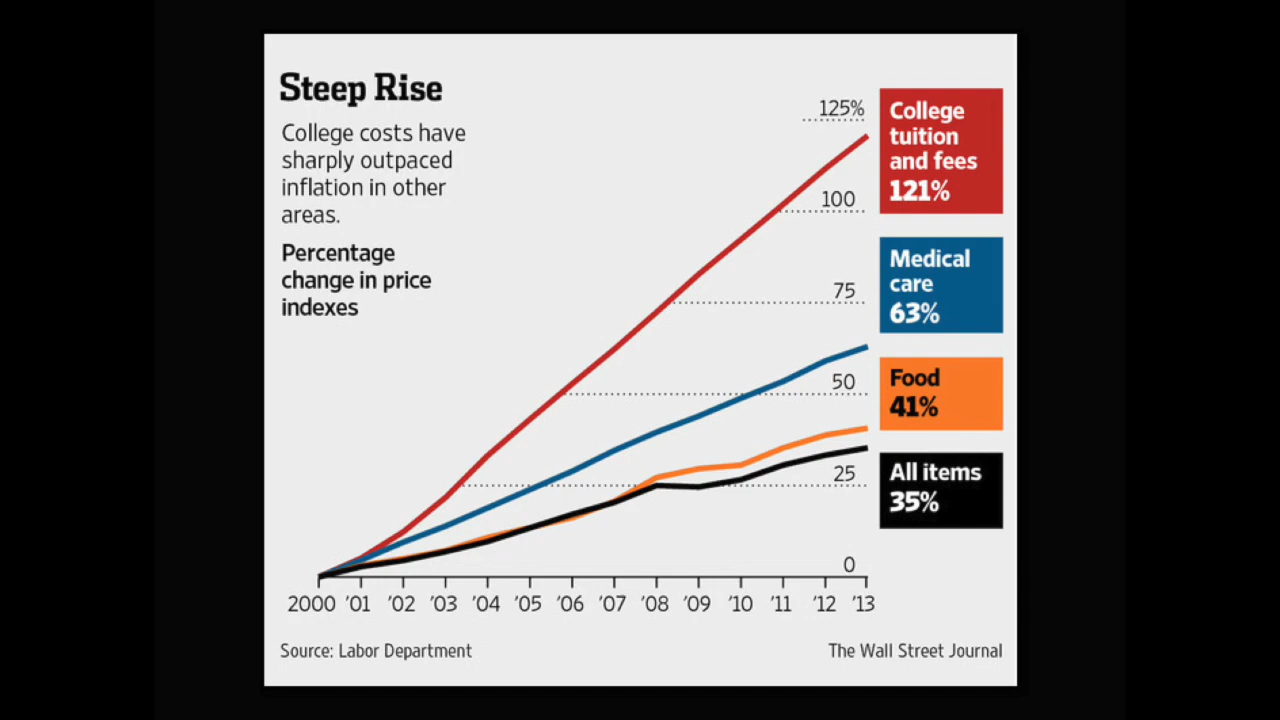 Steep Rise
College costs have
sharply outpaced
inflation in other
areas.
Percentage
change in price
indexes
125%
100
75
50
25
0
College
tuition
and fees
121%
Medical
care
63%
Food
41%
All items
35%
2000 '01 '02 '03 '04 '05 '06 '07 '08 '09 '10 '11 '12 '13
Source: Labor Department
The Wall Street Journal